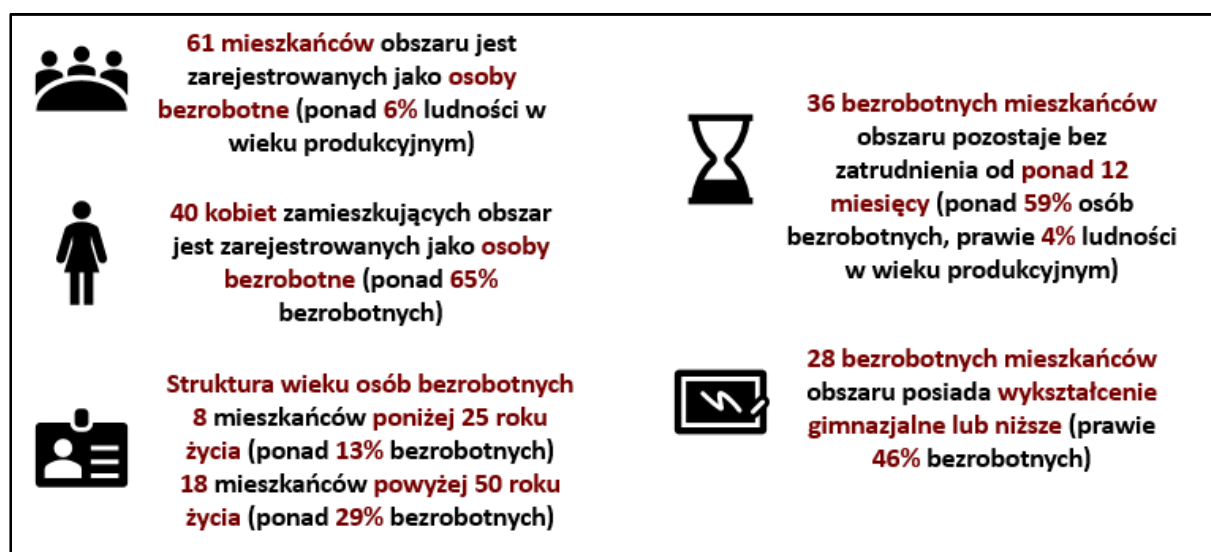 61 mieszkańców obszaru jest
zarejestrowanych jako osoby
bezrobotne (ponad 6% ludności w
wieku produkcyjnym)
40 kobiet zamieszkujących obszar
jest zarejestrowanych jako osoby
bezrobotne (ponad 65%
bezrobotnych)
Struktura wieku osób bezrobotnych
8 mieszkańców poniżej 25 roku
życia (ponad 13% bezrobotnych)
18 mieszkańców powyżej 50 roku
życia (ponad 29% bezrobotnych)
36 bezrobotnych mieszkańców
obszaru pozostaje bez
zatrudnienia od ponad 12
miesięcy (ponad 59% osób
bezrobotnych, prawie 4% ludności
w wieku produkcyjnym)
28 bezrobotnych mieszkańców
obszaru posiada wykształcenie
gimnazjalne lub niższe (prawie
46% bezrobotnych)